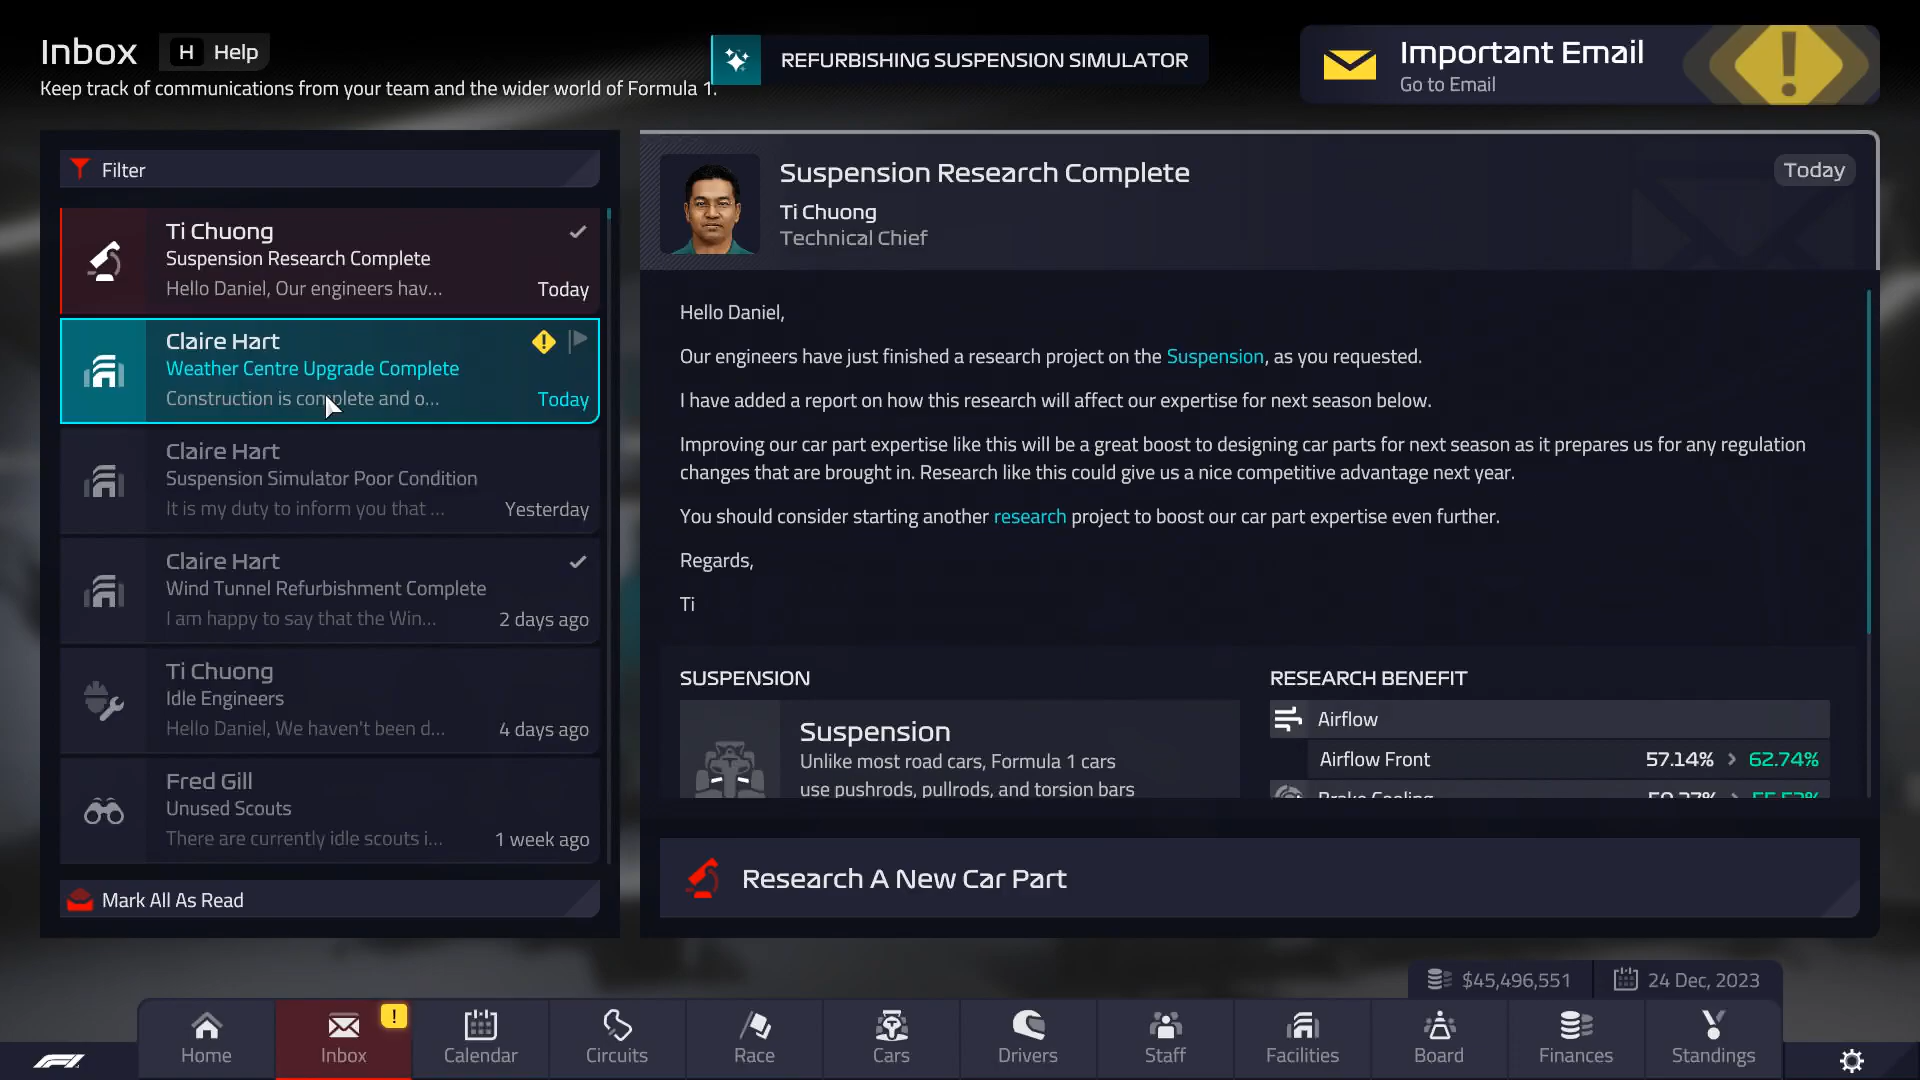 Inbox
H Help
Keep track of communications from your team and the wider world of Formula 1.
REFURBISHING SUSPENSION SIMULATOR
Important Email
Go to Email
Filter
Ti Chuong
Suspension Research Complete
Hello Daniel, Our engineers hav...
Today
Claire Hart
Weather Centre Upgrade Complete
Construction is complete and o...
Today
Claire Hart
Suspension Simulator Poor Condition
It is my duty to inform you that ...
Yesterday
Claire Hart
Wind Tunnel Refurbishment Complete
I am happy to say that the Win...
2 days ago
Ti Chuong
Idle Engineers
Hello Daniel, We haven't been d...
4 days ago
Fred Gill
Unused Scouts
There are currently idle scouts i...
1 week ago
Mark All As Read
Suspension Research Complete
Today
Ti Chuong
Technical Chief
Hello Daniel,
Our engineers have just finished a research project on the Suspension, as you requested.
I have added a report on how this research will affect our expertise for next season below.
Improving our car part expertise like this will be a great boost to designing car parts for next season as it prepares us for any regulation
changes that are brought in. Research like this could give us a nice competitive advantage next year.
You should consider starting another research project to boost our car part expertise even further.
Regards,
Ti
SUSPENSION
Suspension
Unlike most road cars, Formula 1 cars
use pushrods, pullrods, and torsion bars
RESEARCH BENEFIT
Airflow
Airflow Front 57.14% > 62.74%
Brake Cooling
Research A New Car Part
$45,496,551
24 Dec, 2023
Home
Inbox
Calendar
Circuits
Race
Cars
Drivers
Staff
Facilities
Board
Finances
Standings